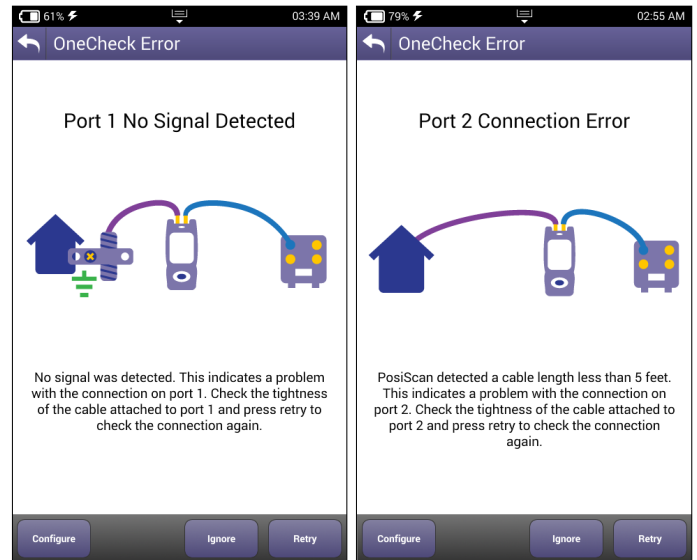 61%
03:39 AM
OneCheck Error
Port 1 No Signal Detected
No signal was detected. This indicates a problem
with the connection on port 1. Check the tightness
of the cable attached to port 1 and press retry to
check the connection again.
Configure
Ignore
Retry
79%
02:55 AM
OneCheck Error
Port 2 Connection Error
PosiScan detected a cable length less than 5 feet.
This indicates a problem with the connection on
port 2. Check the tightness of the cable attached to
port 2 and press retry to check the connection
again.
Configure
Ignore
Retry